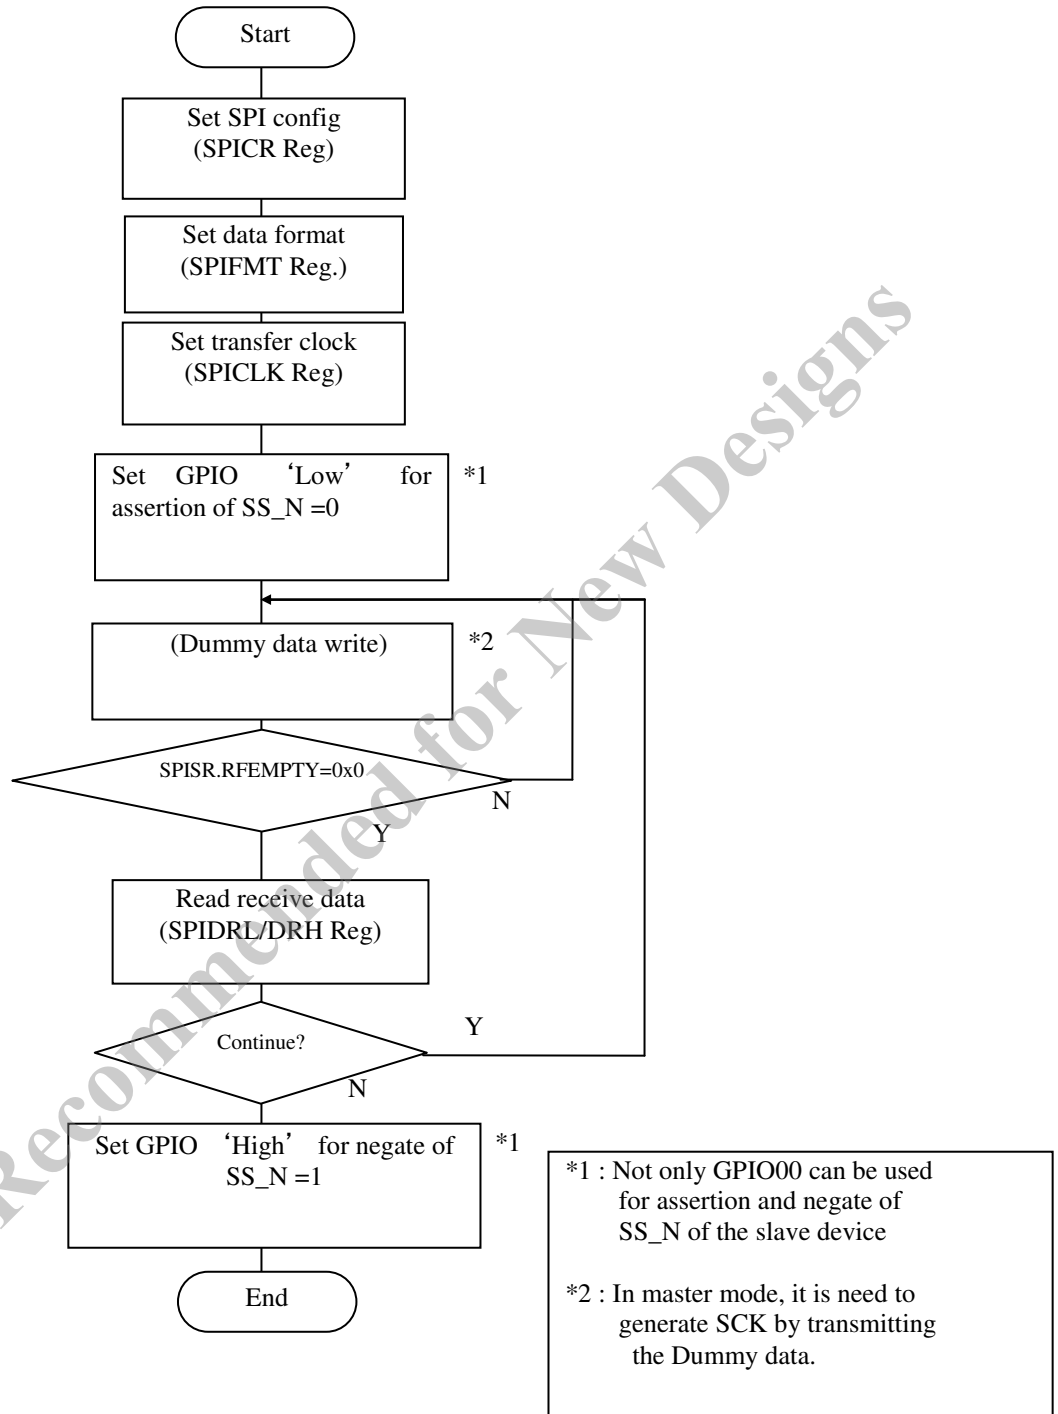 Start
Set SPI config
(SPICR Reg)
Set data format
(SPIFMT Reg.)
Set transfer clock
(SPICLK Reg)
Set GPIO ‘Low’ for
assertion of SS_N =0
*1
(Dummy data write)
*2
SPISR.RFEMPTY=0x0
N
Y
Read receive data
(SPIDRL/DRH Reg)
Continue?
Y
N
Set GPIO ‘High’ for negate of
SS_N =1
*1
End
*1 : Not only GPIO00 can be used
for assertion and negate of
SS_N of the slave device
*2 : In master mode, it is need to
generate SCK by transmitting
the Dummy data.
Recommended for New Designs